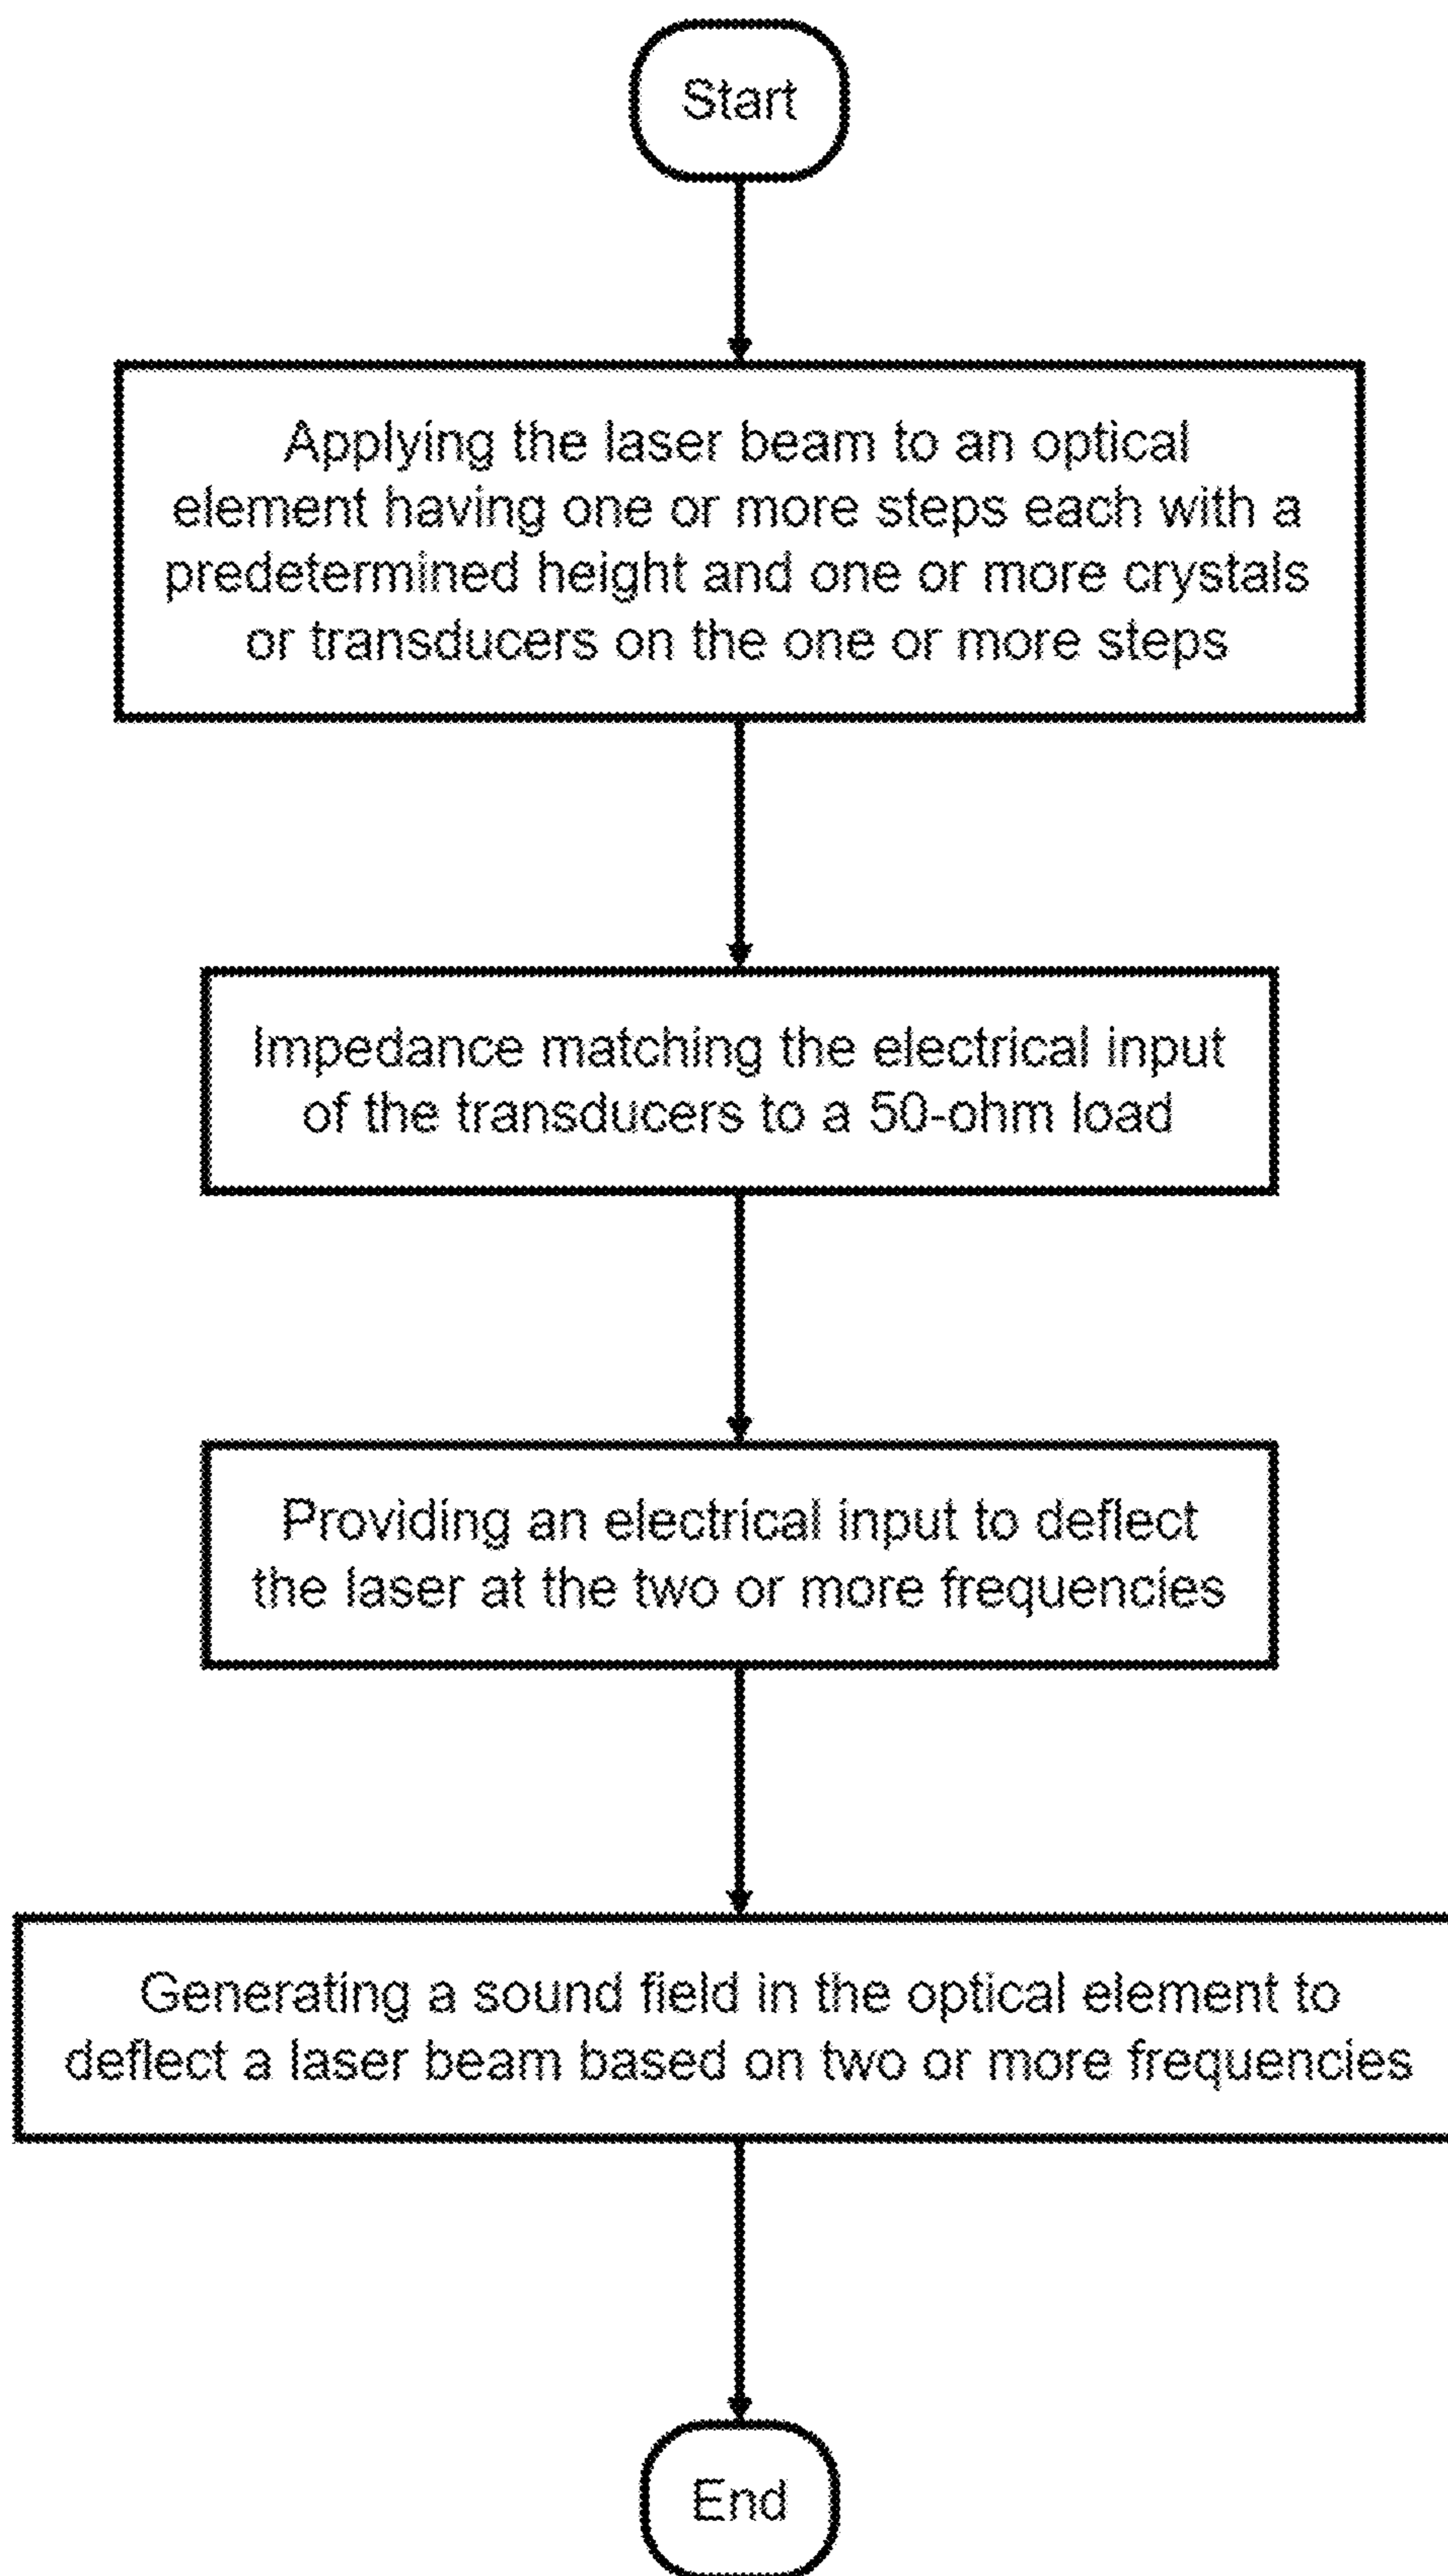 Start
Applying the laser beam to an optical
element having one or more steps each with a
predetermined height and one or more crystals
or transducers on the one or more steps
Impedance matching the electrical input
of the transducers to a 50-ohm load
Providing an electrical input to deflect
the laser at the two or more frequencies
Generating a sound field in the optical element to
deflect a laser beam based on two or more frequencies
End